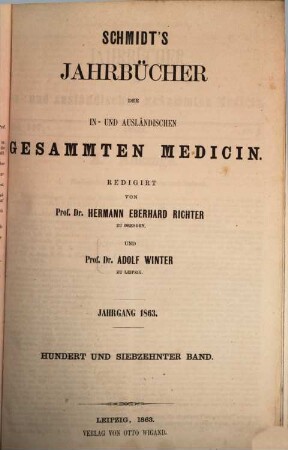 SCHMIDT'S
JAHRBÜCHER
DER
IN- UND AUSLÄNDISCHEN
GESAMMTEN MEDICIN.
REDIGIRT
VON
Prof. Dr. HERMANN EBERHARD RICHTER
ZU DRESDEN.
UND
Prof. Dr. ADOLF WINTER
ZU LEIPZIG.
JAHRGANG 1863.
HUNDERT UND SIEBZEHNTER BAND.
LEIPZIG, 1863.
VERLAG VON OTTO WIGAND.